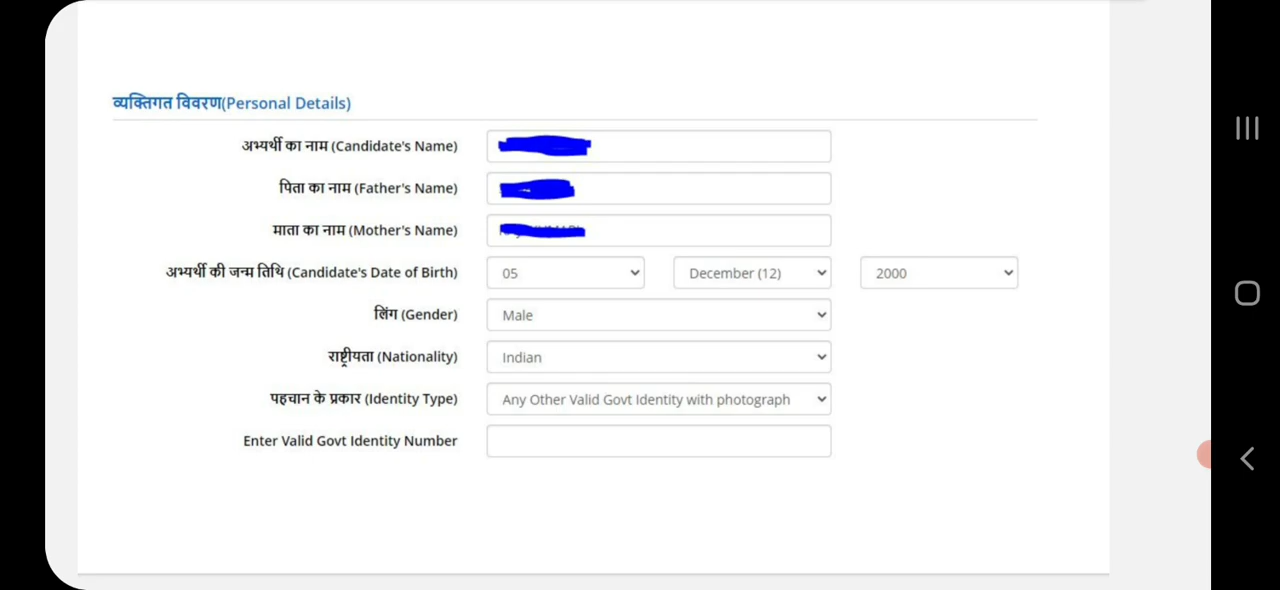 व्यक्तिगत विवरण(Personal Details)
अभ्यर्थी का नाम (Candidate's Name)
पिता का नाम (Father's Name)
माता का नाम (Mother's Name)
अभ्यर्थी की जन्म तिथि (Candidate's Date of Birth) 05 December (12) 2000
लिंग (Gender) Male
राष्ट्रीयता (Nationality) Indian
पहचान के प्रकार (Identity Type) Any Other Valid Govt Identity with photograph
Enter Valid Govt Identity Number